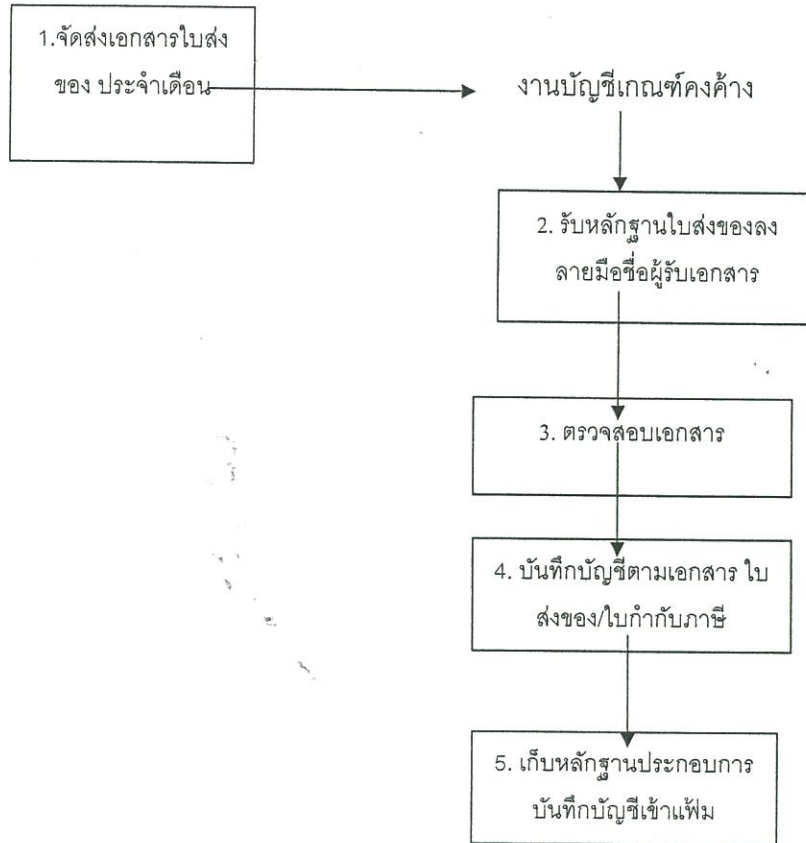 1.จัดส่งเอกสารใบส่ง
ของ ประจำเดือน
งานบัญชีเกณฑ์คงค้าง
2. รับหลักฐานใบส่งของลง
ลายมือชื่อผู้รับเอกสาร
3. ตรวจสอบเอกสาร
4. บันทึกบัญชีตามเอกสาร ใบ
ส่งของ/ใบกำกับภาษี
5. เก็บหลักฐานประกอบการ
บันทึกบัญชีเข้าแฟ้ม